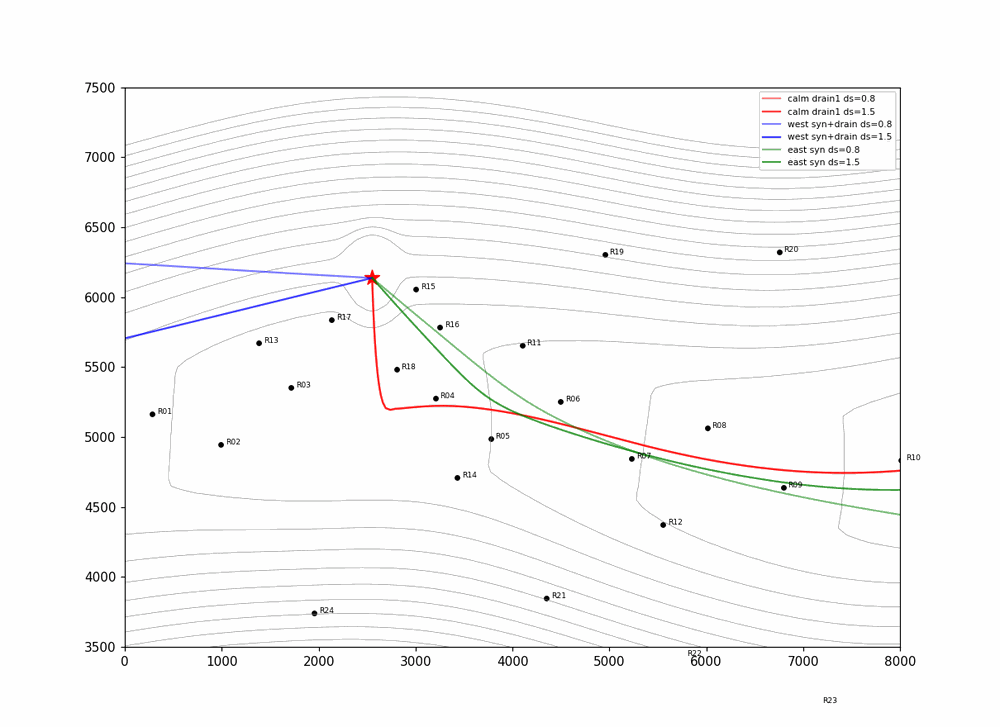 7500
calm drain1 ds=0.8
calm drain1 ds=1.5
west syn+drain ds=0.8
west syn+drain ds=1.5
east syn ds=0.8
east syn ds=1.5
7000
6500
R19
R20
6000
R15
R17
R16
R13
R11
5500
R18
R03
R04
R06
R01
R08
5000
R05
R02
R07
R10
R14
R09
4500
R12
4000
R21
R24
3500
R22
0
1000
2000
3000
4000
5000
6000
7000
8000
R23